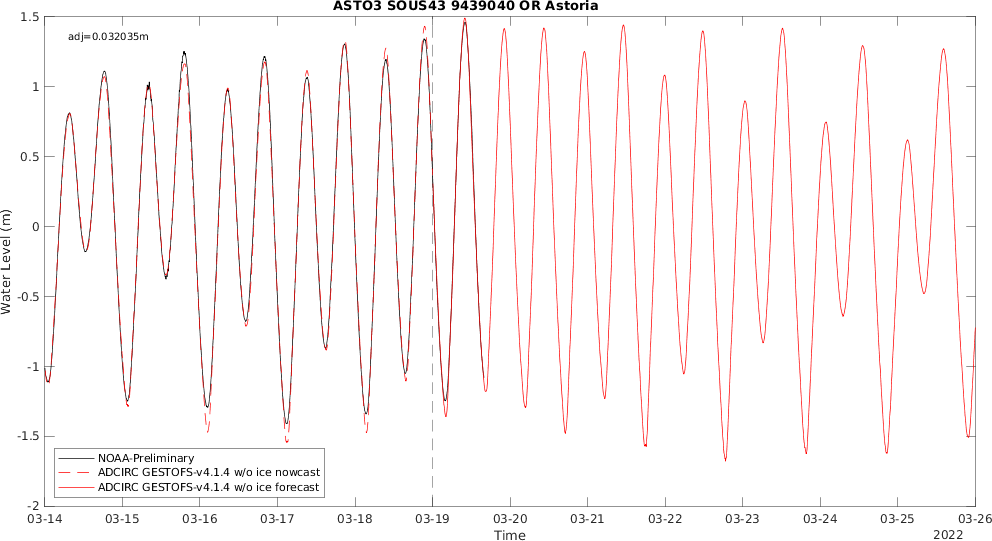 ASTO3 SOUS43 9439040 OR Astoria
adj=0.032035m
1.5
1
0.5
0
-0.5
-1
-1.5
-2
Water Level (m)
NOAA-Preliminary
ADCIRC GESTOFS-v4.1.4 w/o ice nowcast
ADCIRC GESTOFS-v4.1.4 w/o ice forecast
03-14 03-15 03-16 03-17 03-18 03-19 03-20 03-21 03-22 03-23 03-24 03-25 03-26
Time
2022